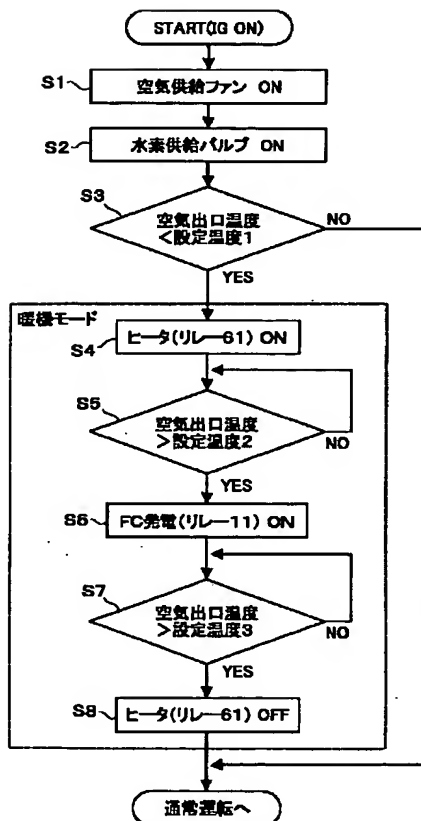 START(IG ON)
S1
空気供給ファン ON
S2
水素供給バルブ ON
S3
空気出口温度
<設定温度1
NO
YES
暖機モード
S4
ヒータ(リレー61) ON
S5
空気出口温度
>設定温度2
NO
YES
S6
FC発電(リレー11) ON
S7
空気出口温度
>設定温度3
NO
YES
S8
ヒータ(リレー61) OFF
通常運転へ